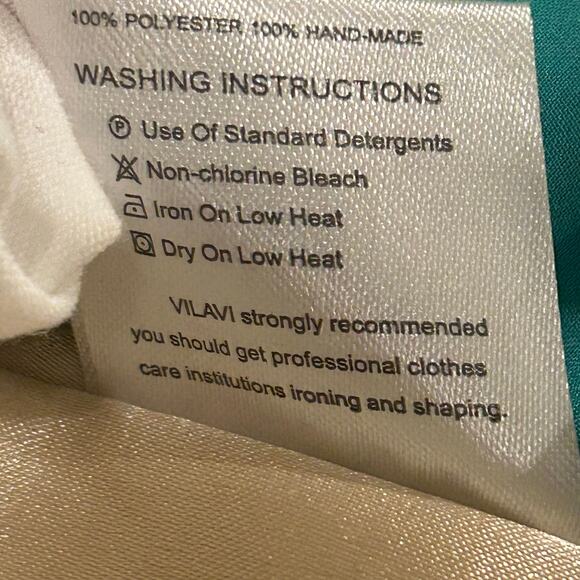 100% POLYESTER 100% HAND-MADE
WASHING INSTRUCTIONS
Ⓟ Use Of Standard Detergents
Non-chlorine Bleach
Iron On Low Heat
Dry On Low Heat
VILAVI strongly recommended
you should get professional clothes
care institutions ironing and shaping.